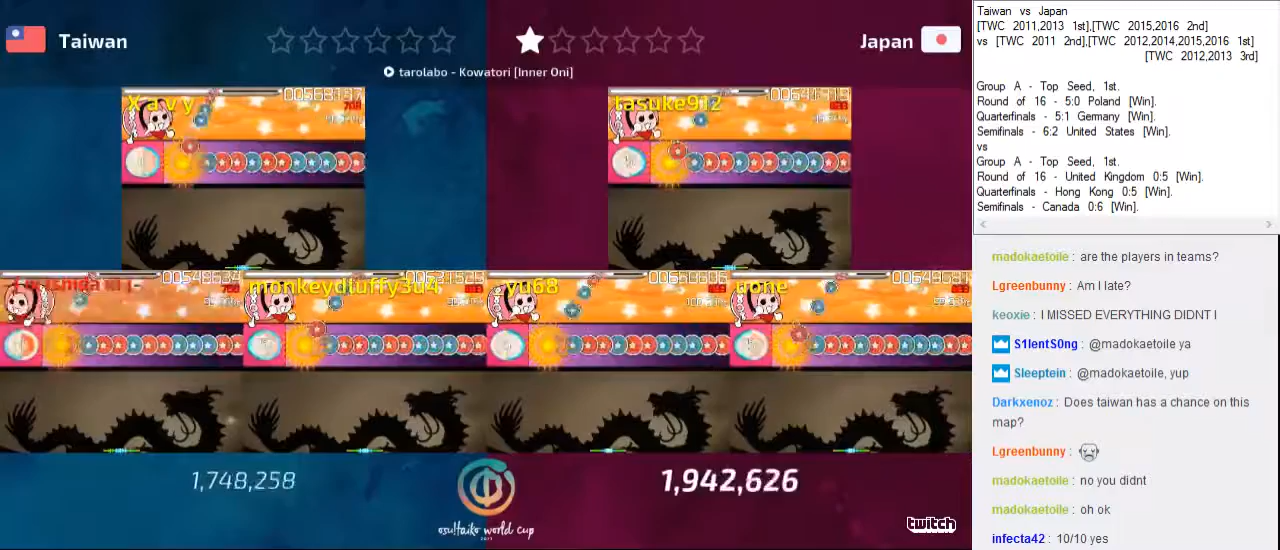 Taiwan
Japan
tarolabo - Kowatori [Inner Oni]
X a v y
tasuke912
monkeydluffy3u4
yu68
uone
1,748,258
1,942,626
osu!taiko world cup
twitch
Taiwan vs Japan
[TWC 2011,2013 1st],[TWC 2015,2016 2nd]
vs [TWC 2011 2nd],[TWC 2012,2014,2015,2016 1st]
[TWC 2012,2013 3rd]
Group A - Top Seed, 1st.
Round of 16 - 5:0 Poland [Win].
Quarterfinals - 5:1 Germany [Win].
Semifinals - 6:2 United States [Win].
vs
Group A - Top Seed, 1st.
Round of 16 - United Kingdom 0:5 [Win].
Quarterfinals - Hong Kong 0:5 [Win].
Semifinals - Canada 0:6 [Win].
madokaetoile : are the players in teams?
Lgreenbunny : Am I late?
keoxie : I MISSED EVERYTHING DIDNT I
S1lentS0ng : @madokaetoile ya
Sleeptein : @madokaetoile, yup
Darkxenoz : Does taiwan has a chance on this
map?
Lgreenbunny :
madokaetoile : no you didnt
madokaetoile : oh ok
infecta42 : 10/10 yes